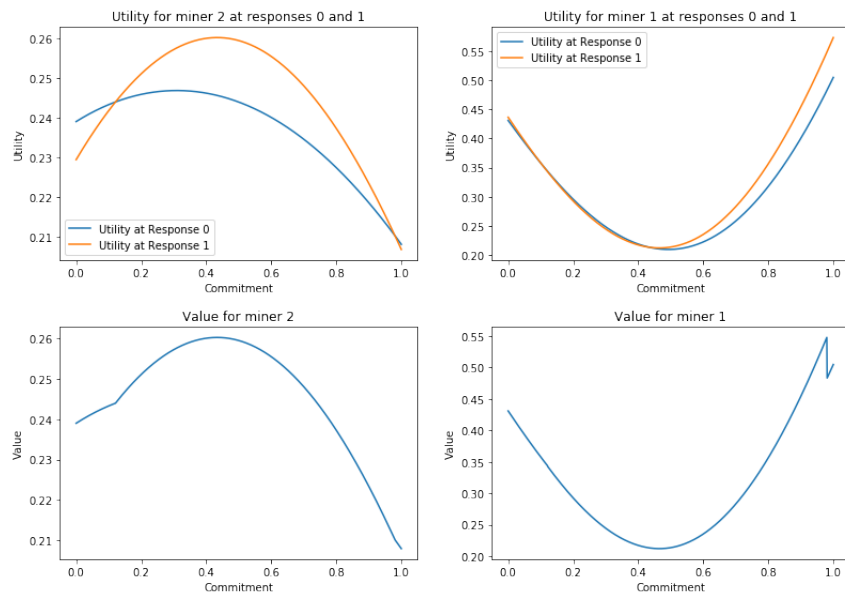 Utility for miner 2 at responses 0 and 1
0.26
0.25
0.24
0.23
0.22
0.21
Utility
Utility at Response 0
Utility at Response 1
0.0 0.2 0.4 0.6 0.8 1.0
Commitment
Utility for miner 1 at responses 0 and 1
Utility at Response 0
Utility at Response 1
0.55
0.50
0.45
0.40
0.35
0.30
0.25
0.20
Utility
0.0 0.2 0.4 0.6 0.8 1.0
Commitment
Value for miner 2
0.26
0.25
0.24
0.23
0.22
0.21
Value
0.0 0.2 0.4 0.6 0.8 1.0
Commitment
Value for miner 1
0.55
0.50
0.45
0.40
0.35
0.30
0.25
0.20
Value
0.0 0.2 0.4 0.6 0.8 1.0
Commitment